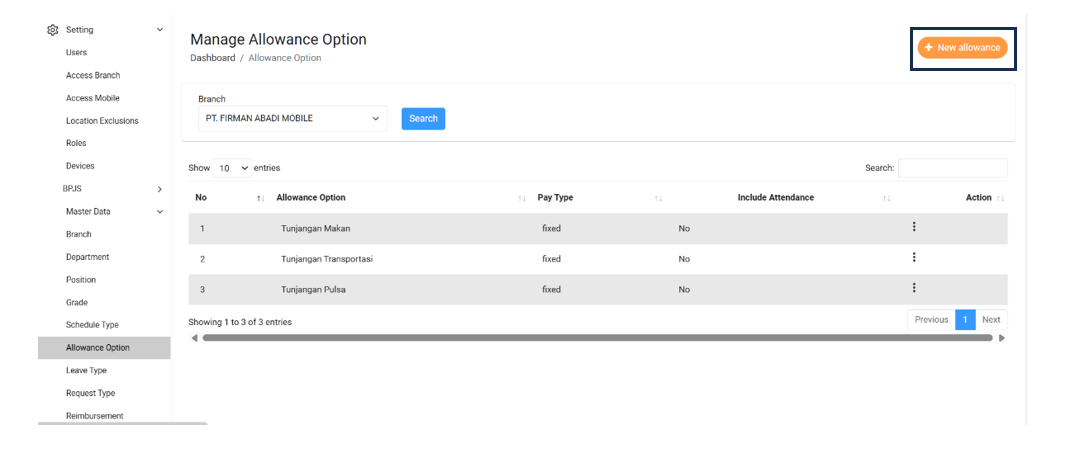 Setting
Users
Access Branch
Access Mobile
Location Exclusions
Roles
Devices
BPJS
Master Data
Branch
Department
Position
Grade
Schedule Type
Allowance Option
Leave Type
Request Type
Reimbursement
Manage Allowance Option
Dashboard / Allowance Option
+ New allowance
Branch
PT. FIRMAN ABADI MOBILE
Search
Show 10 entries
Search:
No Allowance Option Pay Type Include Attendance Action
1 Tunjangan Makan fixed No
2 Tunjangan Transportasi fixed No
3 Tunjangan Pulsa fixed No
Showing 1 to 3 of 3 entries
Previous 1 Next